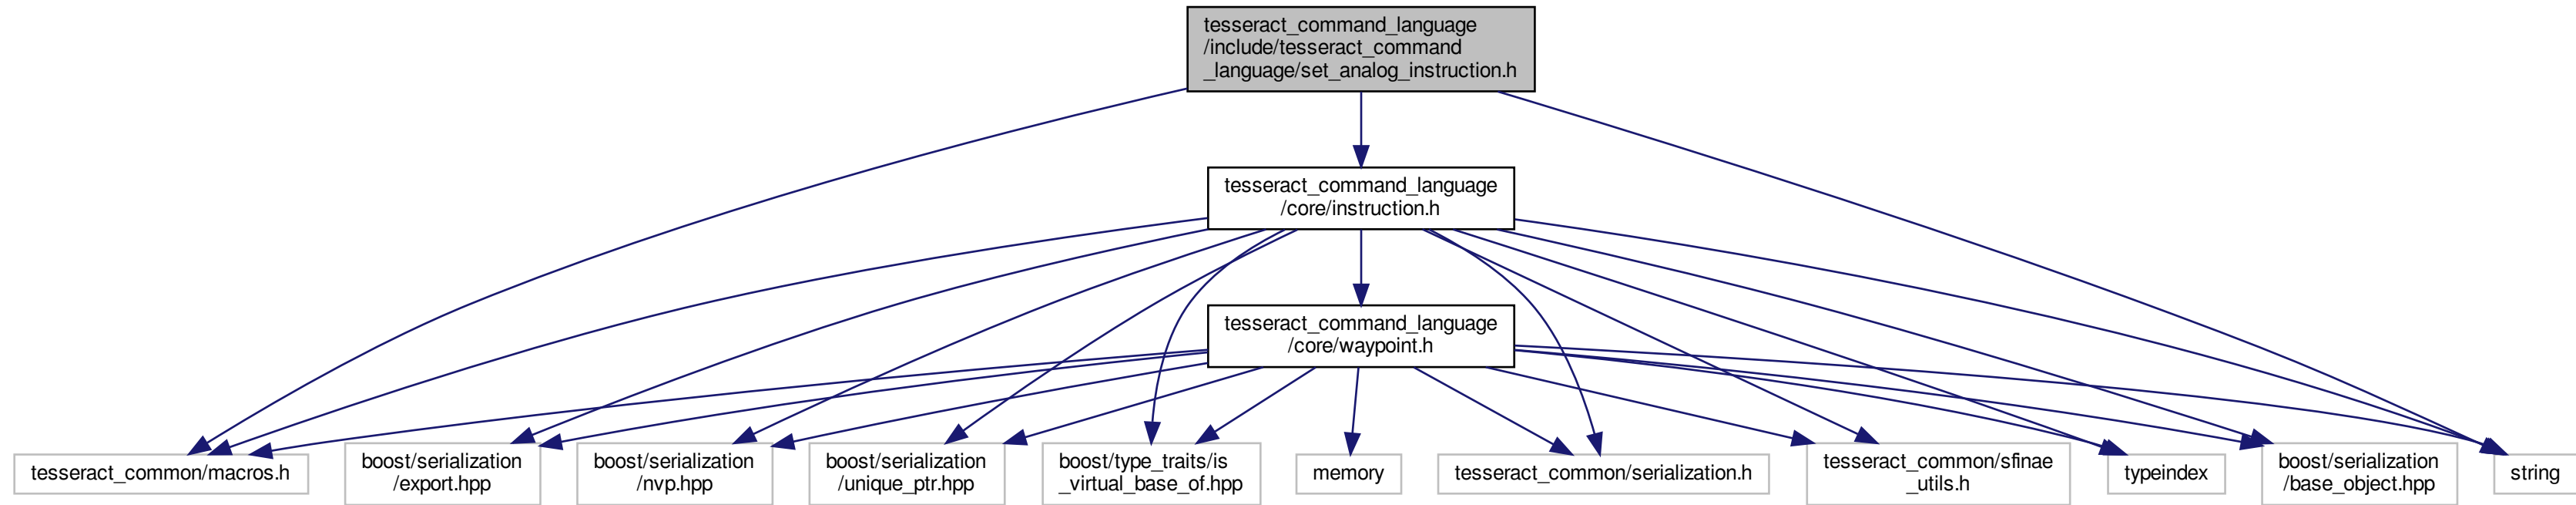 tesseract_command_language
/include/tesseract_command
_language/set_analog_instruction.h
tesseract_command_language
/core/instruction.h
tesseract_command_language
/core/waypoint.h
tesseract_common/macros.h
boost/serialization
/export.hpp
boost/serialization
/nvp.hpp
boost/serialization
/unique_ptr.hpp
boost/type_traits/is
_virtual_base_of.hpp
memory
tesseract_common/serialization.h
tesseract_common/sfinae
_utils.h
typeindex
boost/serialization
/base_object.hpp
string